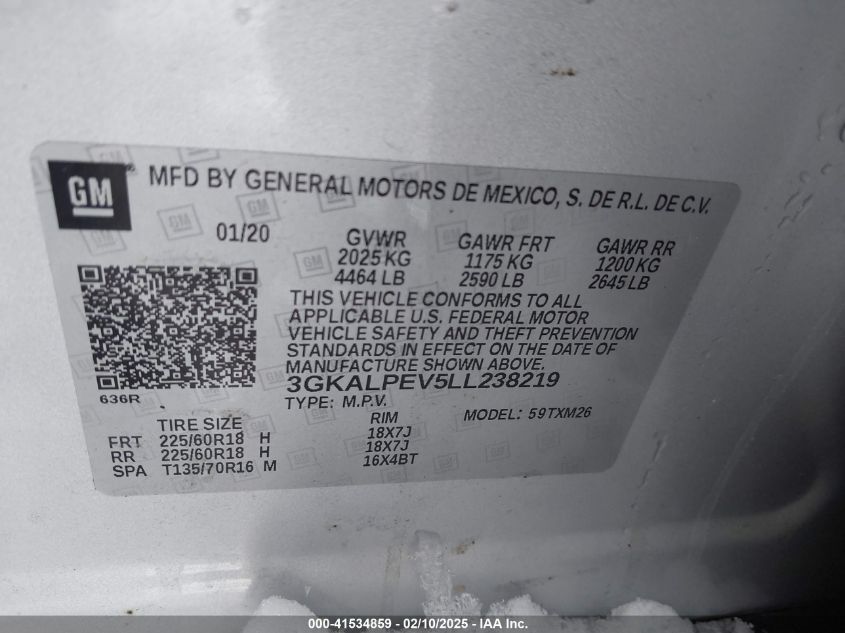 GM ® MFD BY GENERAL MOTORS DE MEXICO, S. DE R.L. DE C.V.
01/20 GVWR GAWR FRT GAWR RR
2025 KG 1175 KG 1200 KG
4464 LB 2590 LB 2645 LB
THIS VEHICLE CONFORMS TO ALL
APPLICABLE U.S. FEDERAL MOTOR
VEHICLE SAFETY AND THEFT PREVENTION
STANDARDS IN EFFECT ON THE DATE OF
MANUFACTURE SHOWN ABOVE.
636R
3GKALPEV5LL238219
TYPE: M.P.V. MODEL: 59TXM26
TIRE SIZE RIM
FRT 225/60R18 H 18X7J
RR 225/60R18 H 18X7J
SPA T135/70R16 M 16X4BT
000-41534859 - 02/10/2025 - IAA Inc.